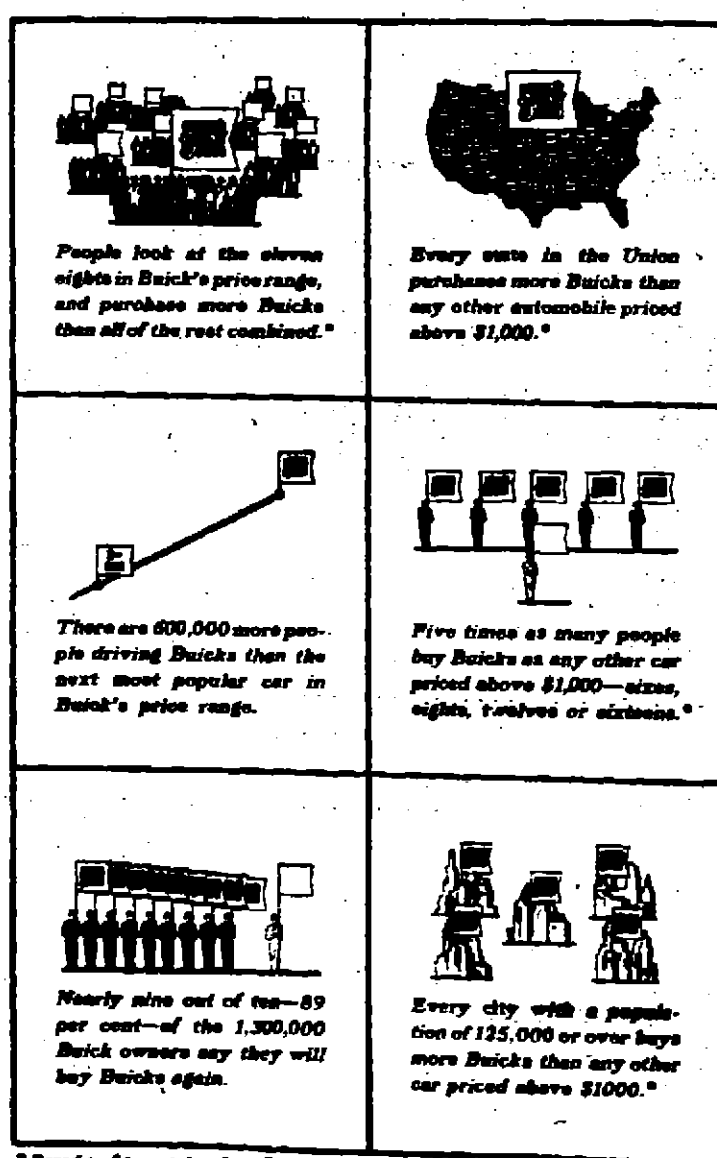 People look at the eleven
eights in Buick's price range,
and purchase more Buicks
than all of the rest combined.*
Every state in the Union
purchases more Buicks than
any other automobile priced
above $1,000.*
There are 600,000 more peo-
ple driving Buicks than the
next most popular car in
Buick's price range.
Five times as many people
buy Buicks as any other car
priced above $1,000—sixes,
eights, twelves or sixteens.*
Nearly nine out of ten—89
per cent—of the 1,300,000
Buick owners say they will
buy Buicks again.
Every city with a popula-
tion of 125,000 or over buys
more Buicks than any other
car priced above $1000.*